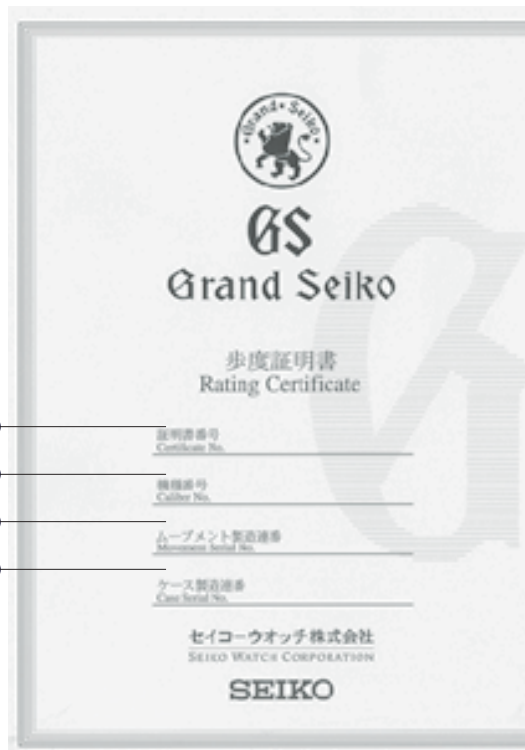 Grand Seiko
GS
Grand Seiko
歩度証明書
Rating Certificate
証明書番号
Certificate No.
機種番号
Caliber No.
ムーブメント製造連番
Movement Serial No.
ケース製造連番
Case Serial No.
セイコーウオッチ株式会社
SEIKO WATCH CORPORATION
SEIKO